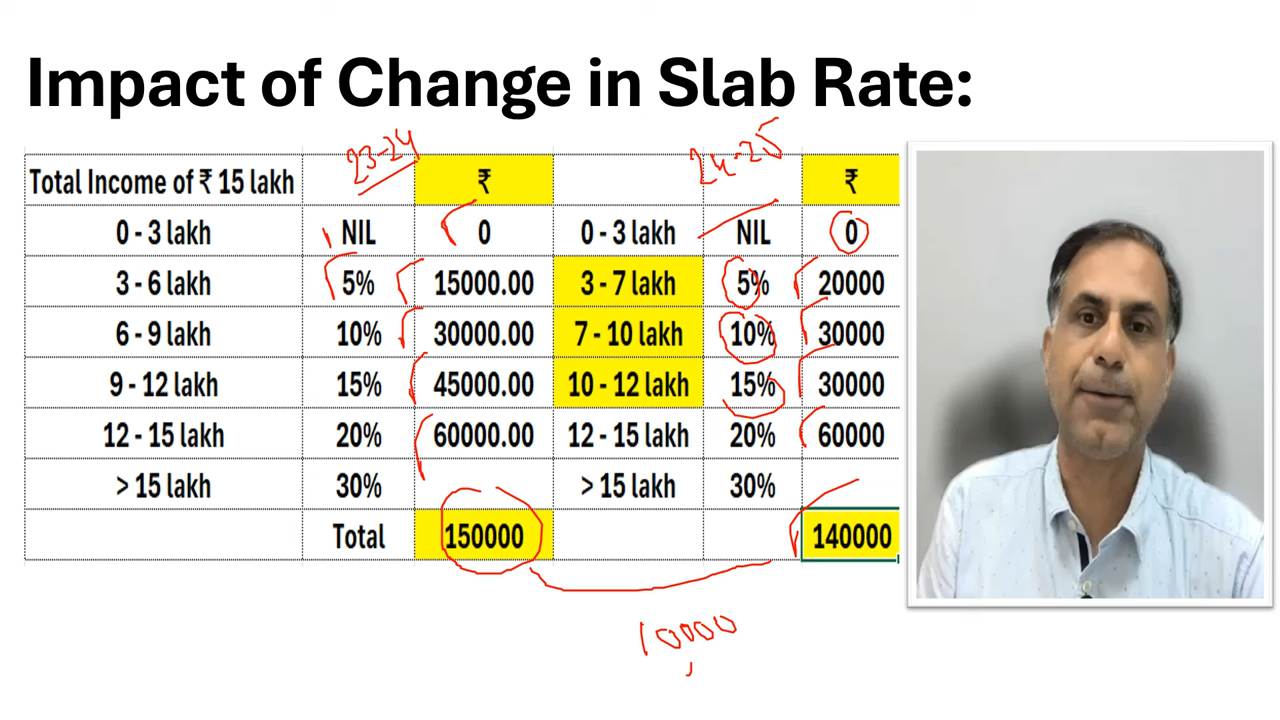 Impact of Change in Slab Rate:
23-24
24-25
Total Income of ₹ 15 lakh ₹ ₹
0 - 3 lakh NIL 0 0 - 3 lakh NIL 0
3 - 6 lakh 5% 15000.00 3 - 7 lakh 5% 20000
6 - 9 lakh 10% 30000.00 7 - 10 lakh 10% 30000
9 - 12 lakh 15% 45000.00 10 - 12 lakh 15% 30000
12 - 15 lakh 20% 60000.00 12 - 15 lakh 20% 60000
> 15 lakh 30% > 15 lakh 30%
Total 150000 140000
10000